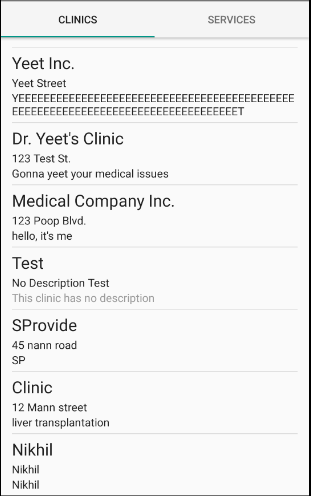 CLINICS SERVICES
Yeet Inc.
Yeet Street
YEEEEEEEEEEEEEEEEEEEEEEEEEEEEEEEEEEEEEEEEEEE
EEEEEEEEEEEEEEEEEEEEEEEEEEEEEEEEEEET
Dr. Yeet's Clinic
123 Test St.
Gonna yeet your medical issues
Medical Company Inc.
123 Poop Blvd.
hello, it's me
Test
No Description Test
This clinic has no description
SProvide
45 nann road
SP
Clinic
12 Mann street
liver transplantation
Nikhil
Nikhil
Nikhil